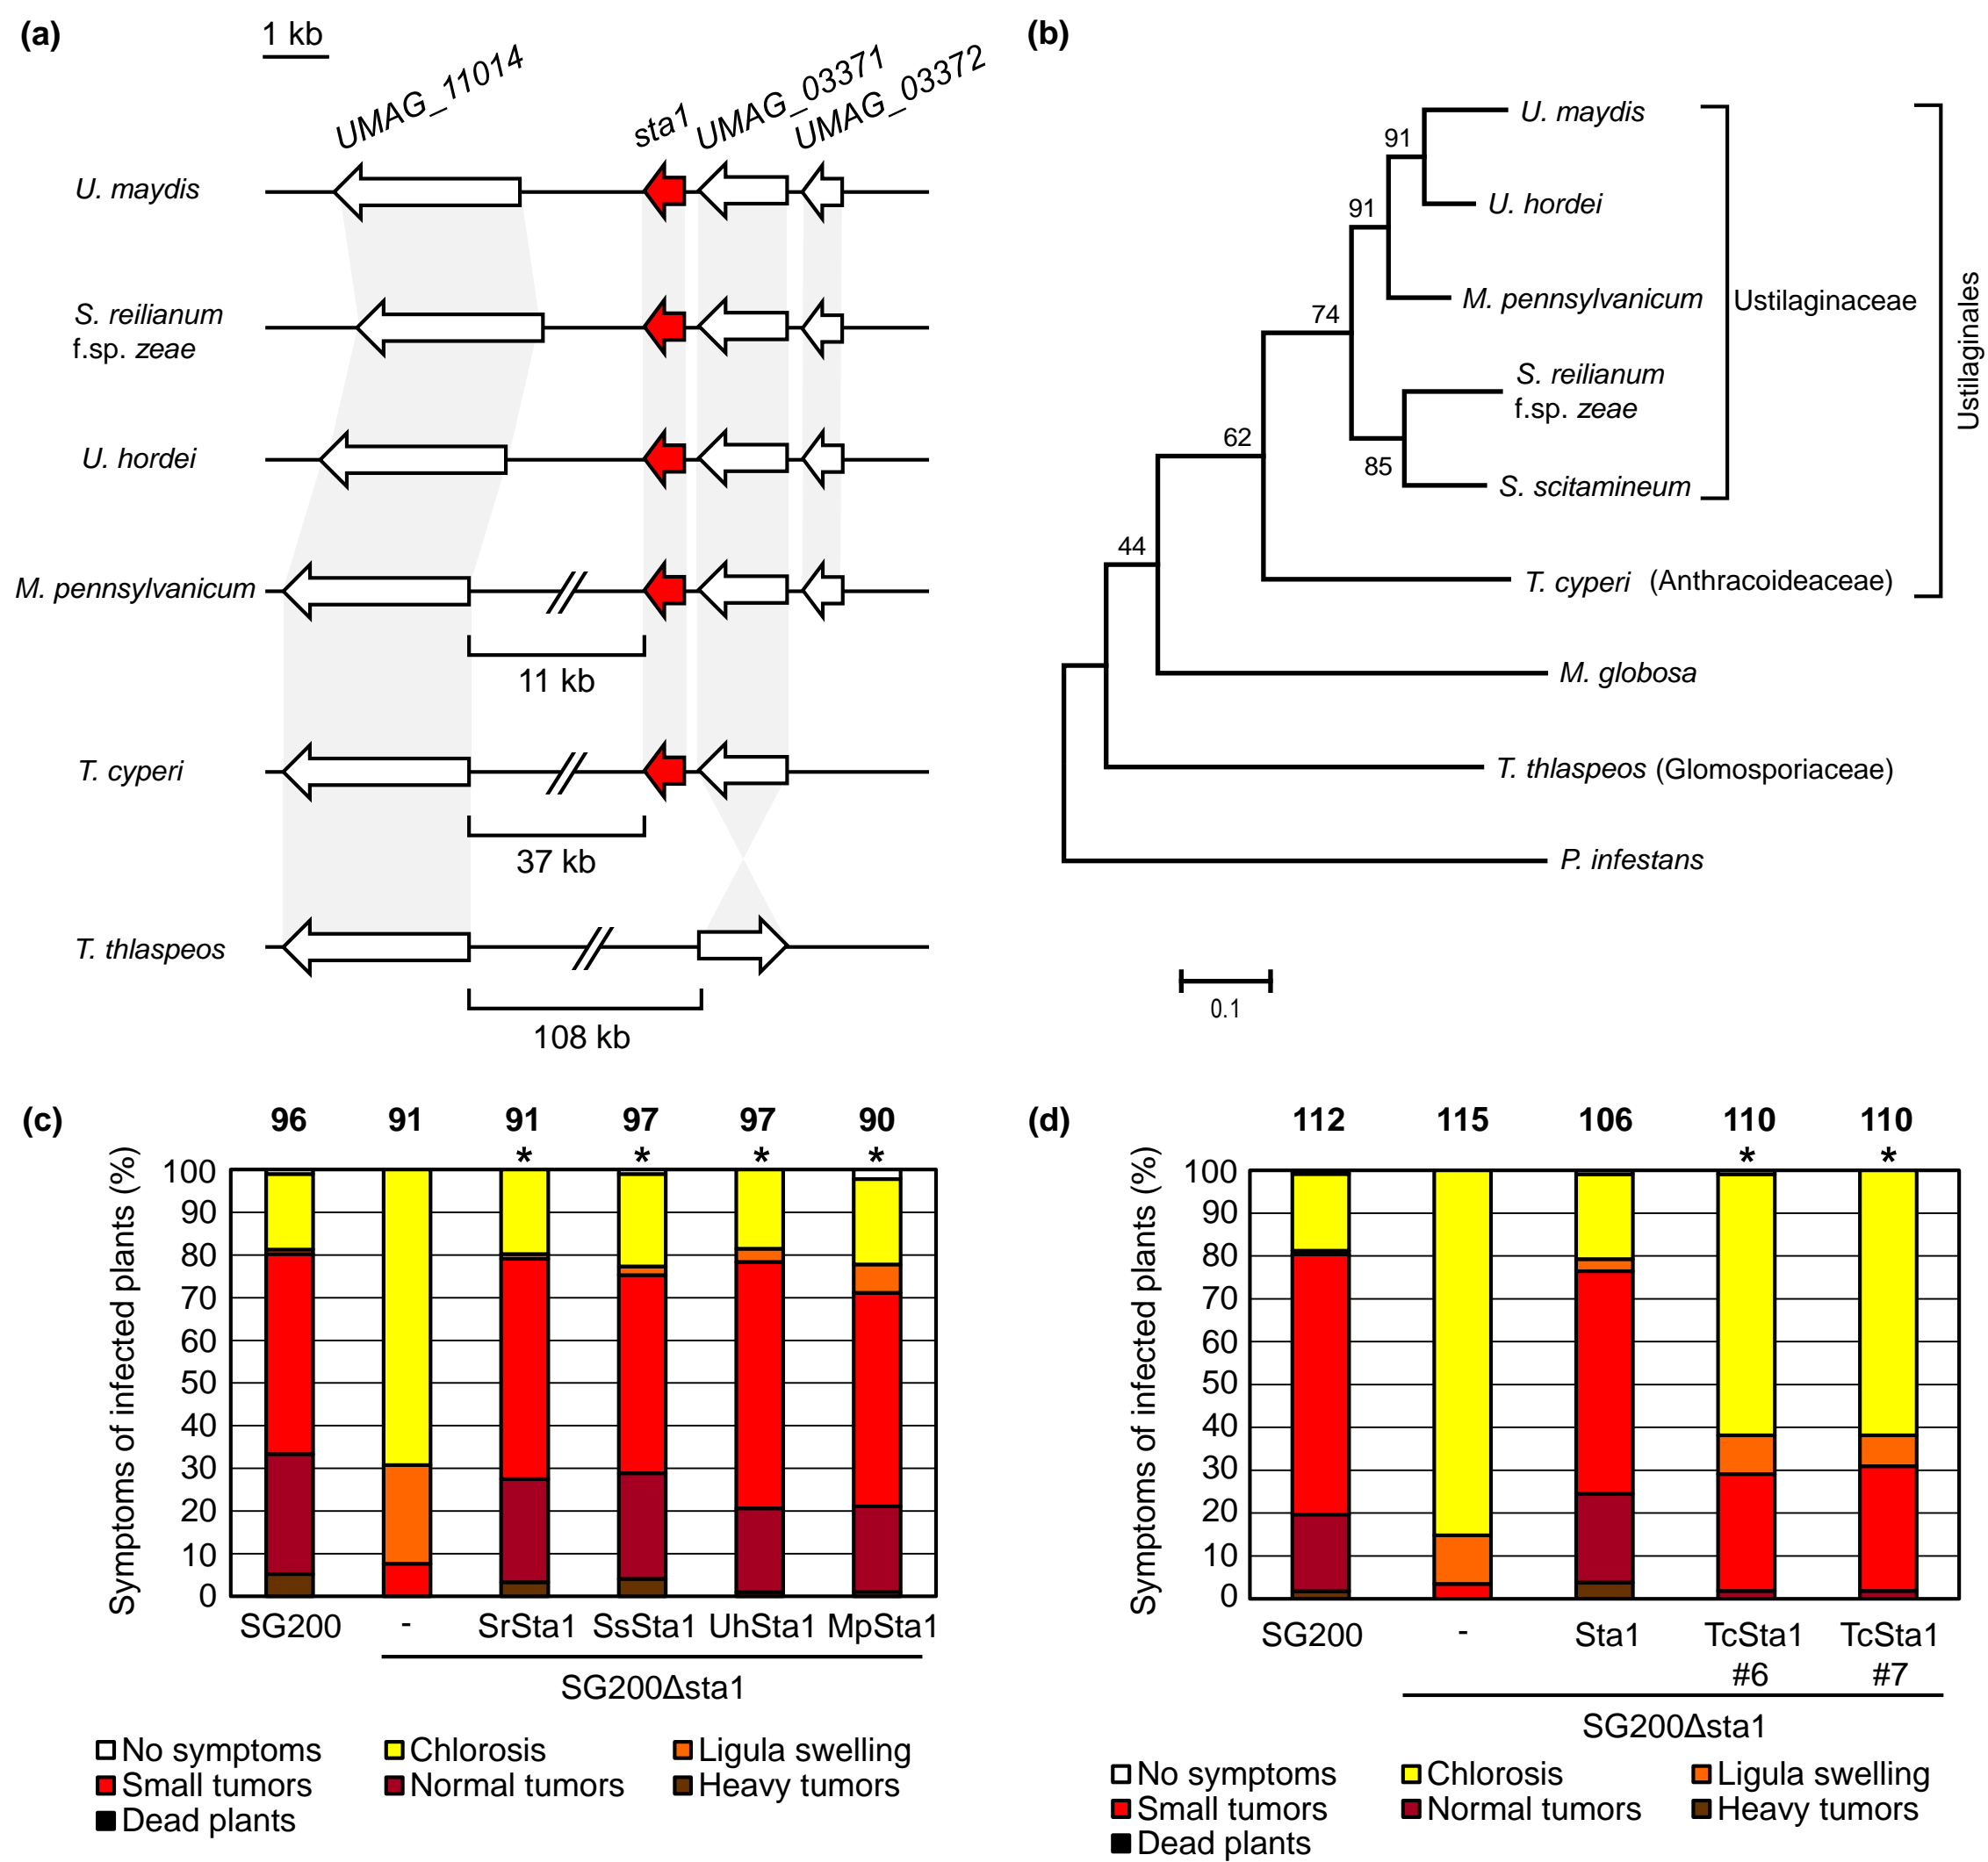 (a)
1 kb
UMAG_11014
sta1
UMAG_03371
UMAG_03372
U. maydis
S. reilianum
f.sp. zeae
U. hordei
M. pennsylvanicum
11 kb
T. cyperi
37 kb
T. thlaspeos
108 kb
(b)
91
U. maydis
U. hordei
91
M. pennsylvanicum
74
S. reilianum
f.sp. zeae
85
S. scitamineum
62
T. cyperi (Anthracoideaceae)
44
M. globosa
T. thlaspeos (Glomosporiaceae)
P. infestans
Ustilaginaceae
Ustilaginales
0.1
(c)
96 91 91 97 97 90
* * * *
Symptoms of infected plants (%)
100
90
80
70
60
50
40
30
20
10
0
SG200 - SrSta1 SsSta1 UhSta1 MpSta1
SG200Δsta1
No symptoms Chlorosis Ligula swelling
Small tumors Normal tumors Heavy tumors
Dead plants
(d)
112 115 106 110 110
* *
Symptoms of infected plants (%)
100
90
80
70
60
50
40
30
20
10
0
SG200 - Sta1 TcSta1 TcSta1
#6 #7
SG200Δsta1
No symptoms Chlorosis Ligula swelling
Small tumors Normal tumors Heavy tumors
Dead plants